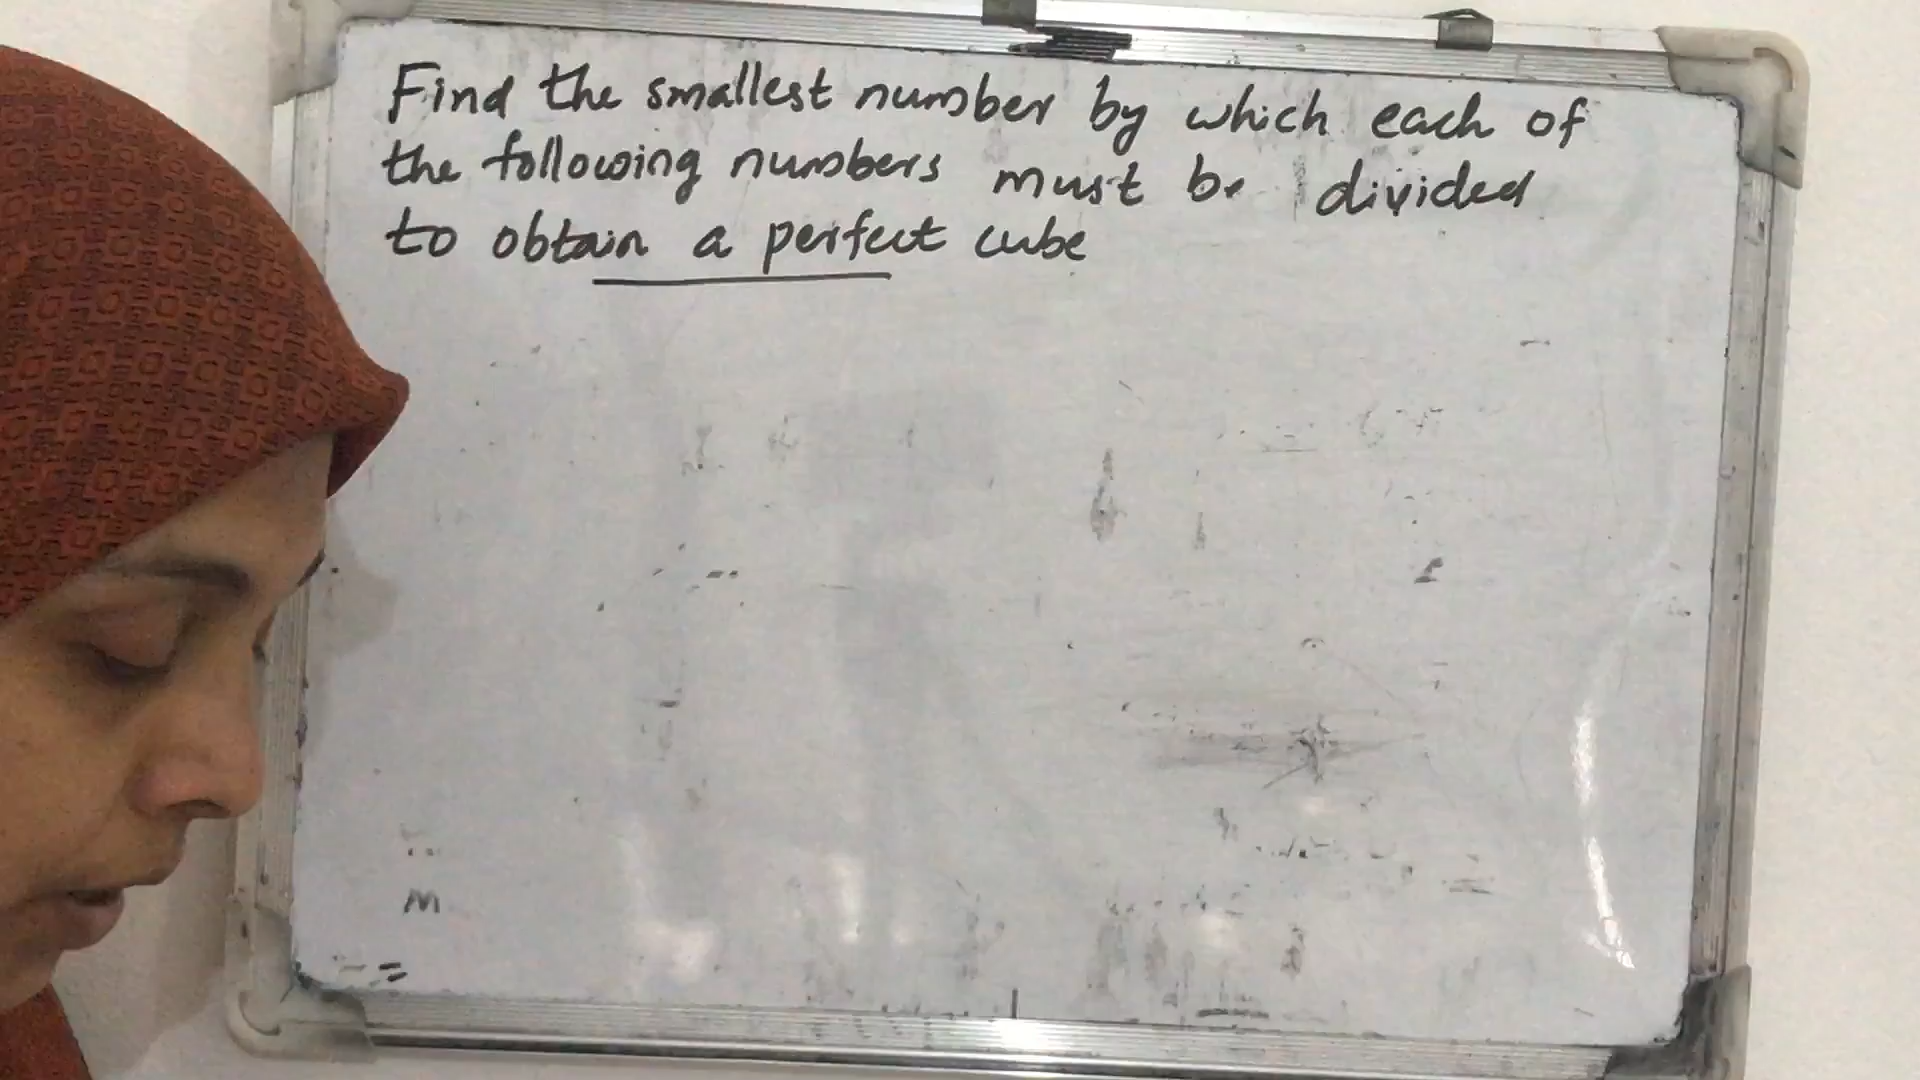 Find the smallest number by which each of
the following numbers must be divided
to obtain a perfect cube